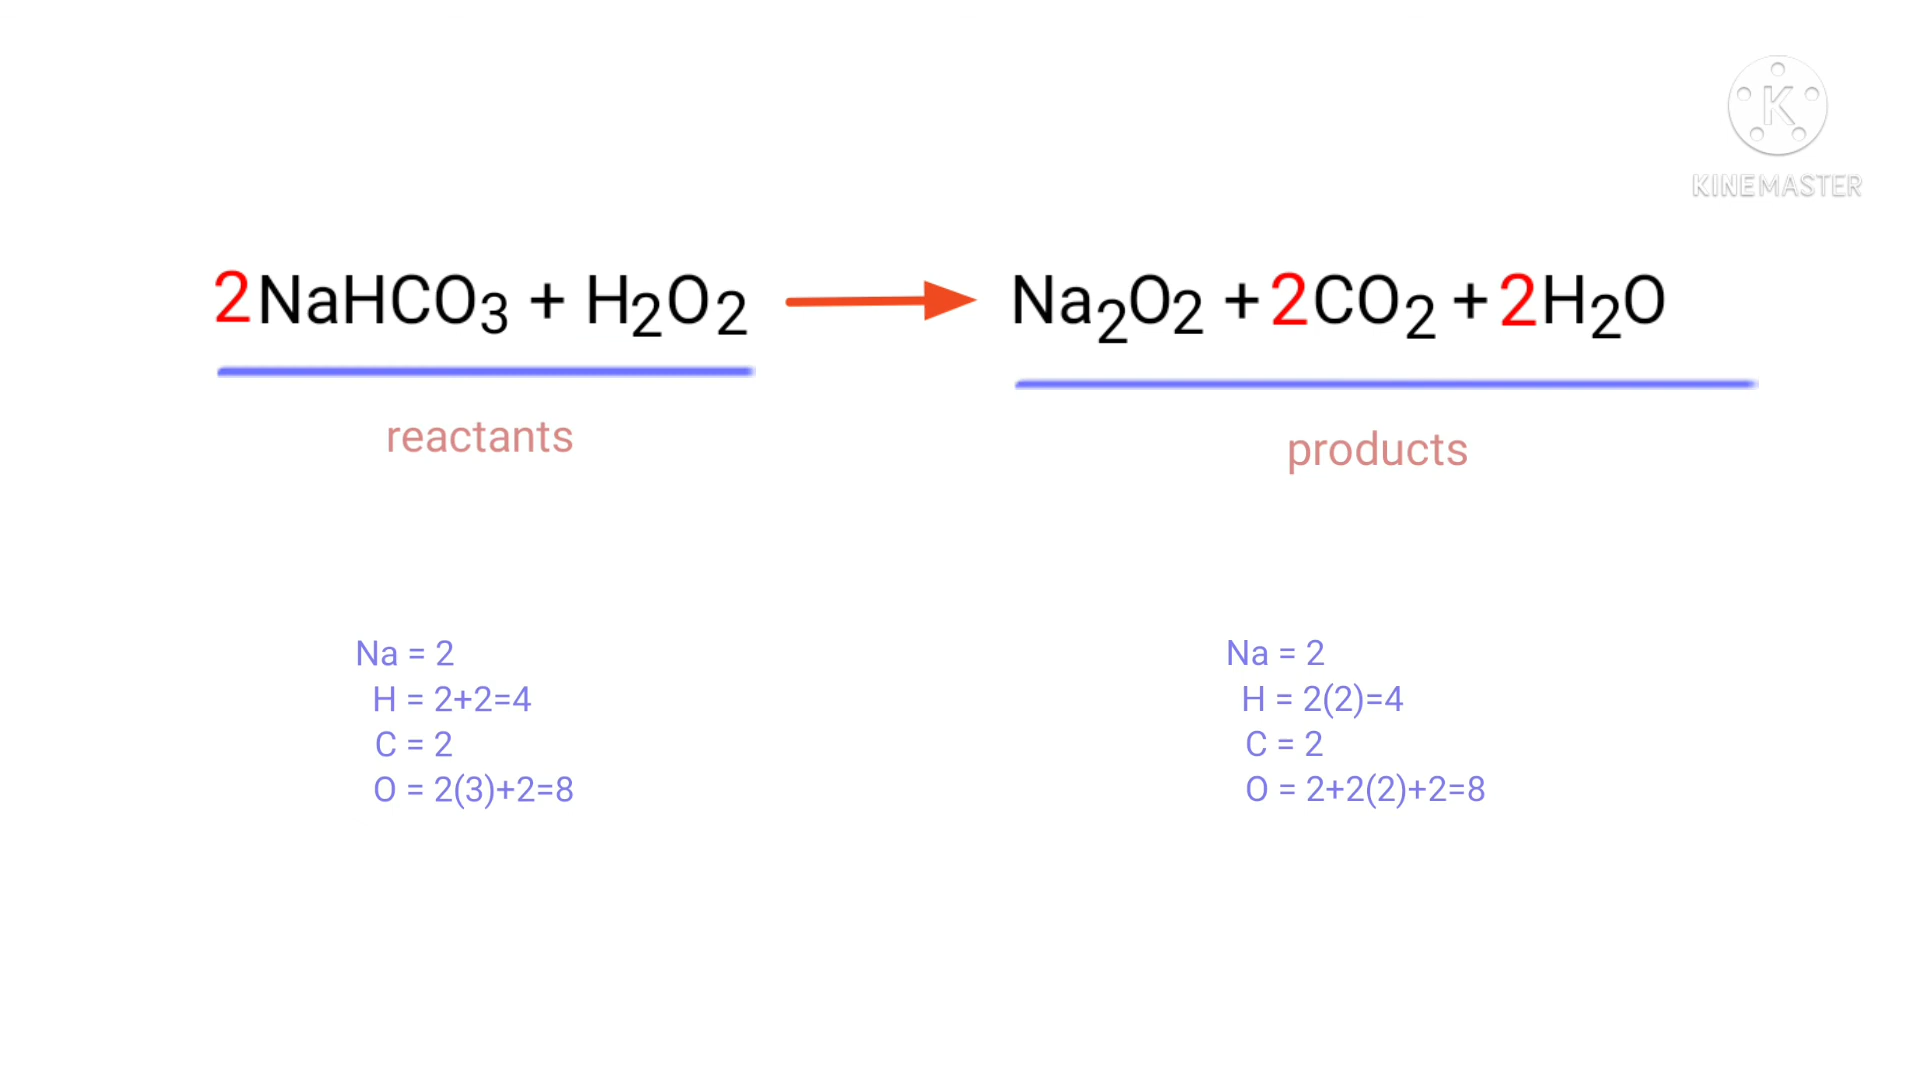 K
KINEMASTER
2NaHCO3 + H2O2 → Na2O2 + 2CO2 + 2H2O
reactants
products
Na = 2
H = 2+2=4
C = 2
O = 2(3)+2=8
Na = 2
H = 2(2)=4
C = 2
O = 2+2(2)+2=8